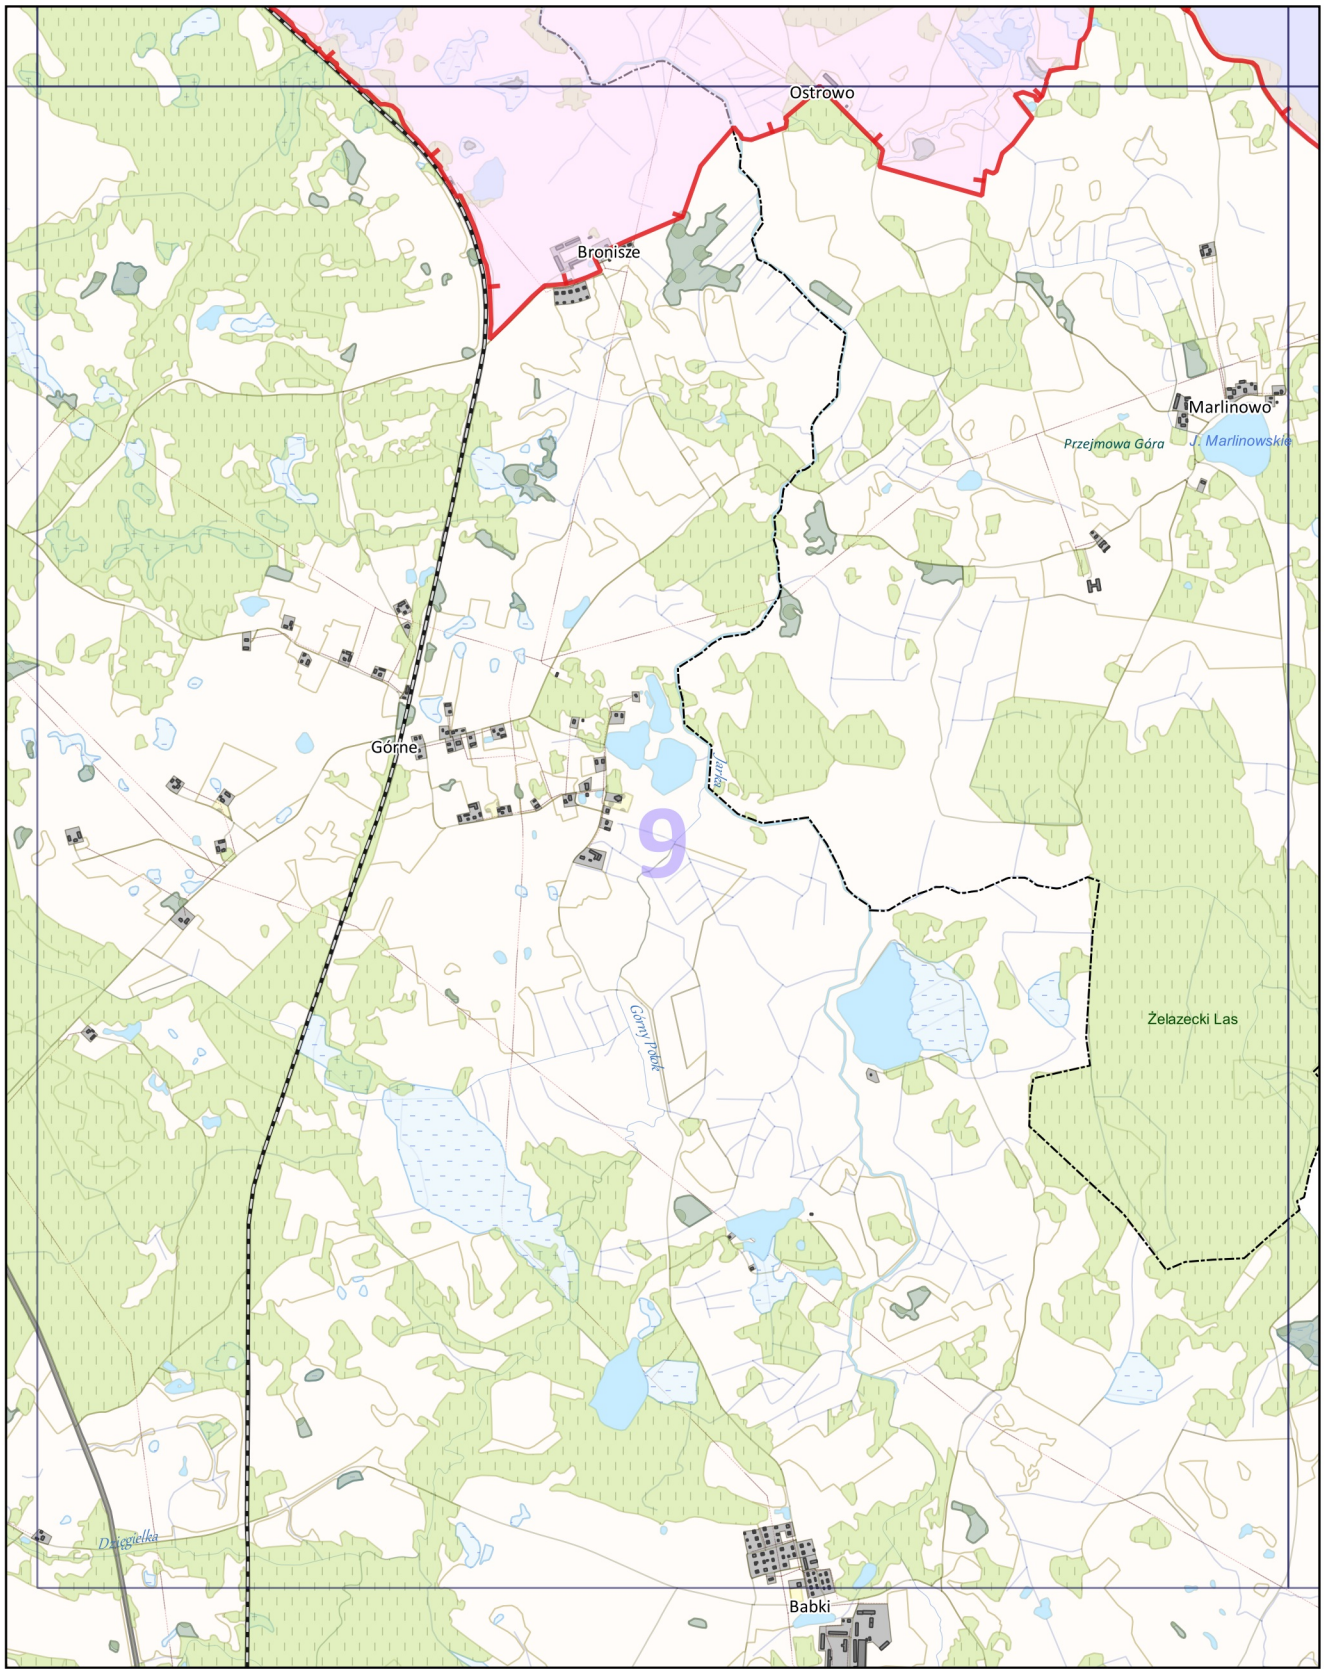 Ostrowo
Bronisze
Marlinowo
J. Marlinowskie
Przejmowa Góra
Górne
Jarka
9
Górny Potok
Żelazecki Las
Dzięgielka
Babki